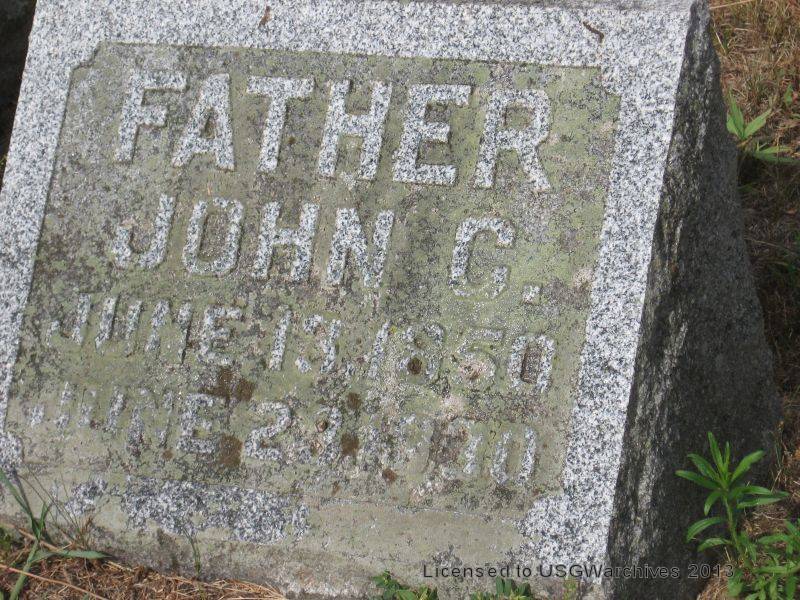 FATHER
JOHN G.
JUNE 13, 1850
JUNE
Licensed to USGWarchives 2013